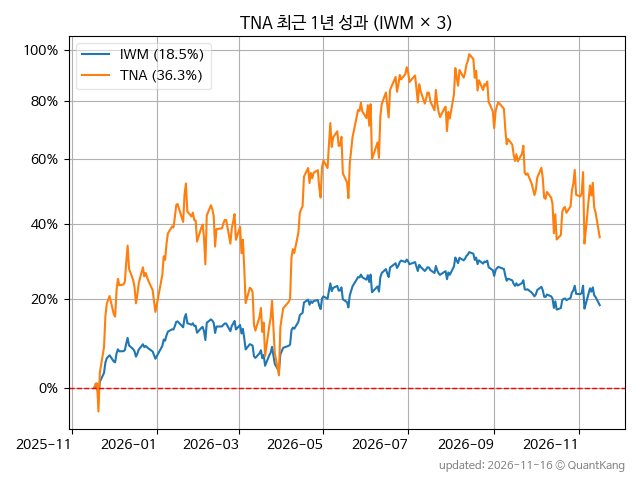 TNA 최근 1년 성과 (IWM × 3)
IWM (18.5%)
TNA (36.3%)
100%
80%
60%
40%
20%
0%
2025-11 2026-01 2026-03 2026-05 2026-07 2026-09 2026-11
updated: 2026-11-16 © QuantKang